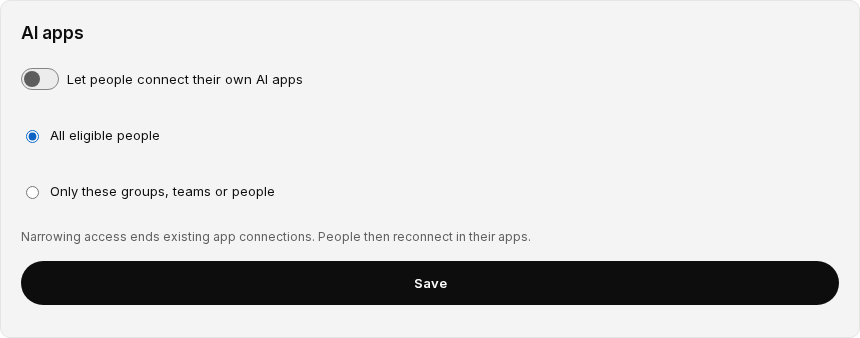 AI apps
Let people connect their own AI apps
All eligible people
Only these groups, teams or people
Narrowing access ends existing app connections. People then reconnect in their apps.
Save